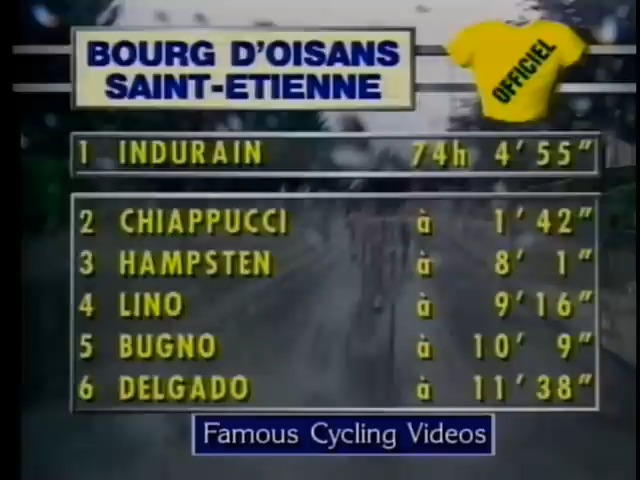 BOURG D'OISANS
SAINT-ETIENNE
OFFICIEL
1 INDURAIN 74h 4'55"
2 CHIAPPUCCI à 1'42"
3 HAMPSTEN à 8' 1"
4 LINO à 9'16"
5 BUGNO à 10' 9"
6 DELGADO à 11'38"
Famous Cycling Videos